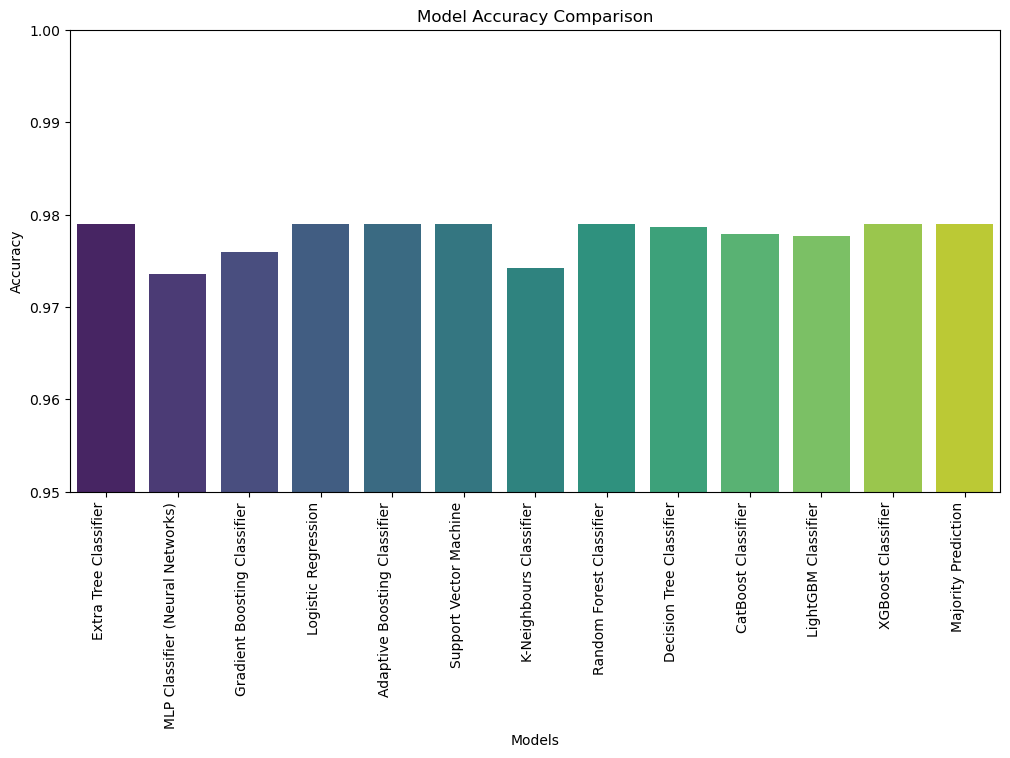 Model Accuracy Comparison
1.00
0.99
0.98
0.97
0.96
0.95
Accuracy
Extra Tree Classifier
MLP Classifier (Neural Networks)
Gradient Boosting Classifier
Logistic Regression
Adaptive Boosting Classifier
Support Vector Machine
K-Neighbours Classifier
Random Forest Classifier
Decision Tree Classifier
CatBoost Classifier
LightGBM Classifier
XGBoost Classifier
Majority Prediction
Models